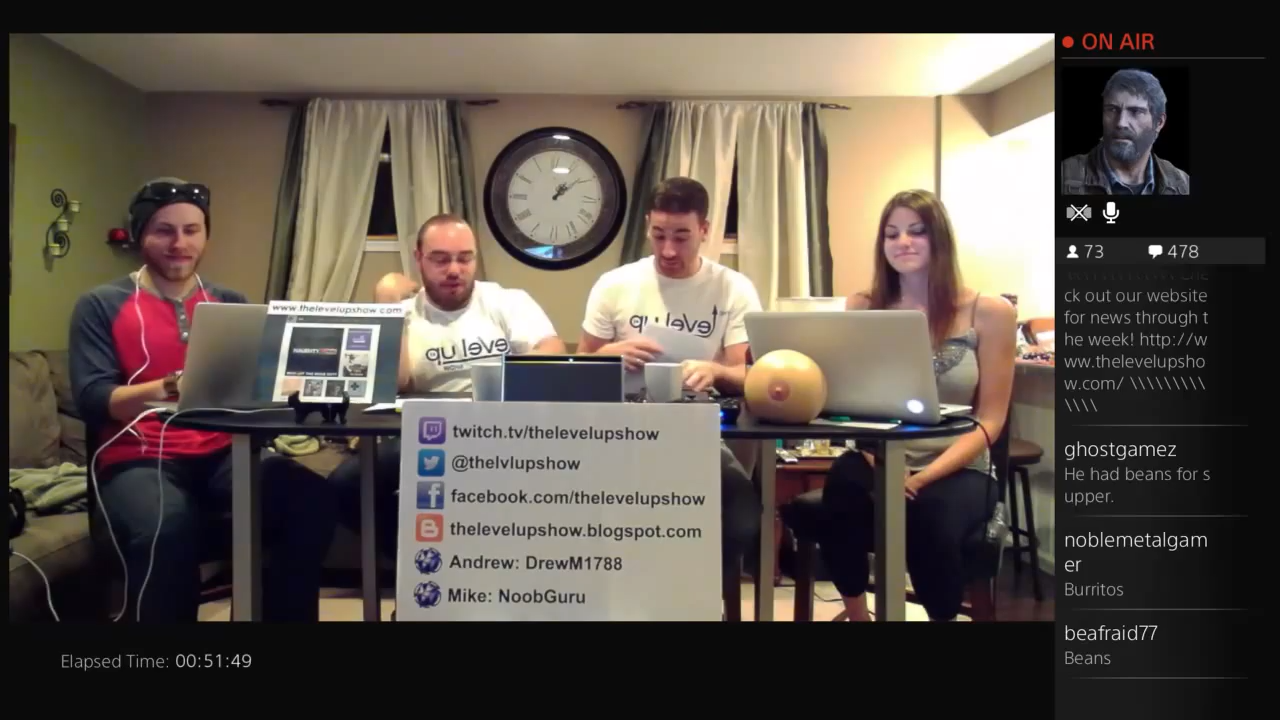 ON AIR
73
478
ck out our website
for news through t
he week! http://w
ww.thelevelupsho
w.com/ \\\\\\\\\
\\\\
ghostgamez
He had beans for s
upper.
noblemetalgam
er
Burritos
beafraid77
Beans
www.thelevelupshow.com
level up
level up
twitch.tv/thelevelupshow
@thelvlupshow
facebook.com/thelevelupshow
thelevelupshow.blogspot.com
Andrew: DrewM1788
Mike: NoobGuru
Elapsed Time: 00:51:49